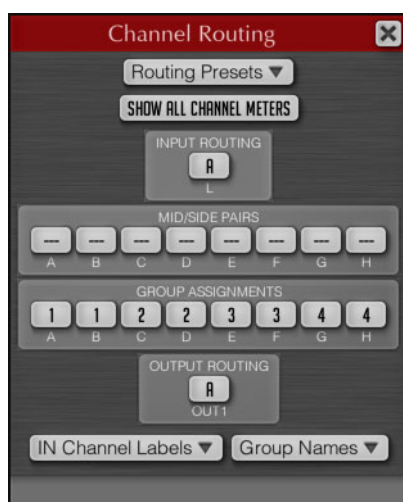 Channel Routing
Routing Presets
SHOW ALL CHANNEL METERS
INPUT ROUTING
A
L
MID/SIDE PAIRS
--- --- --- --- --- --- --- ---
A B C D E F G H
GROUP ASSIGNMENTS
1 1 2 2 3 3 4 4
A B C D E F G H
OUTPUT ROUTING
A
OUT1
IN Channel Labels Group Names